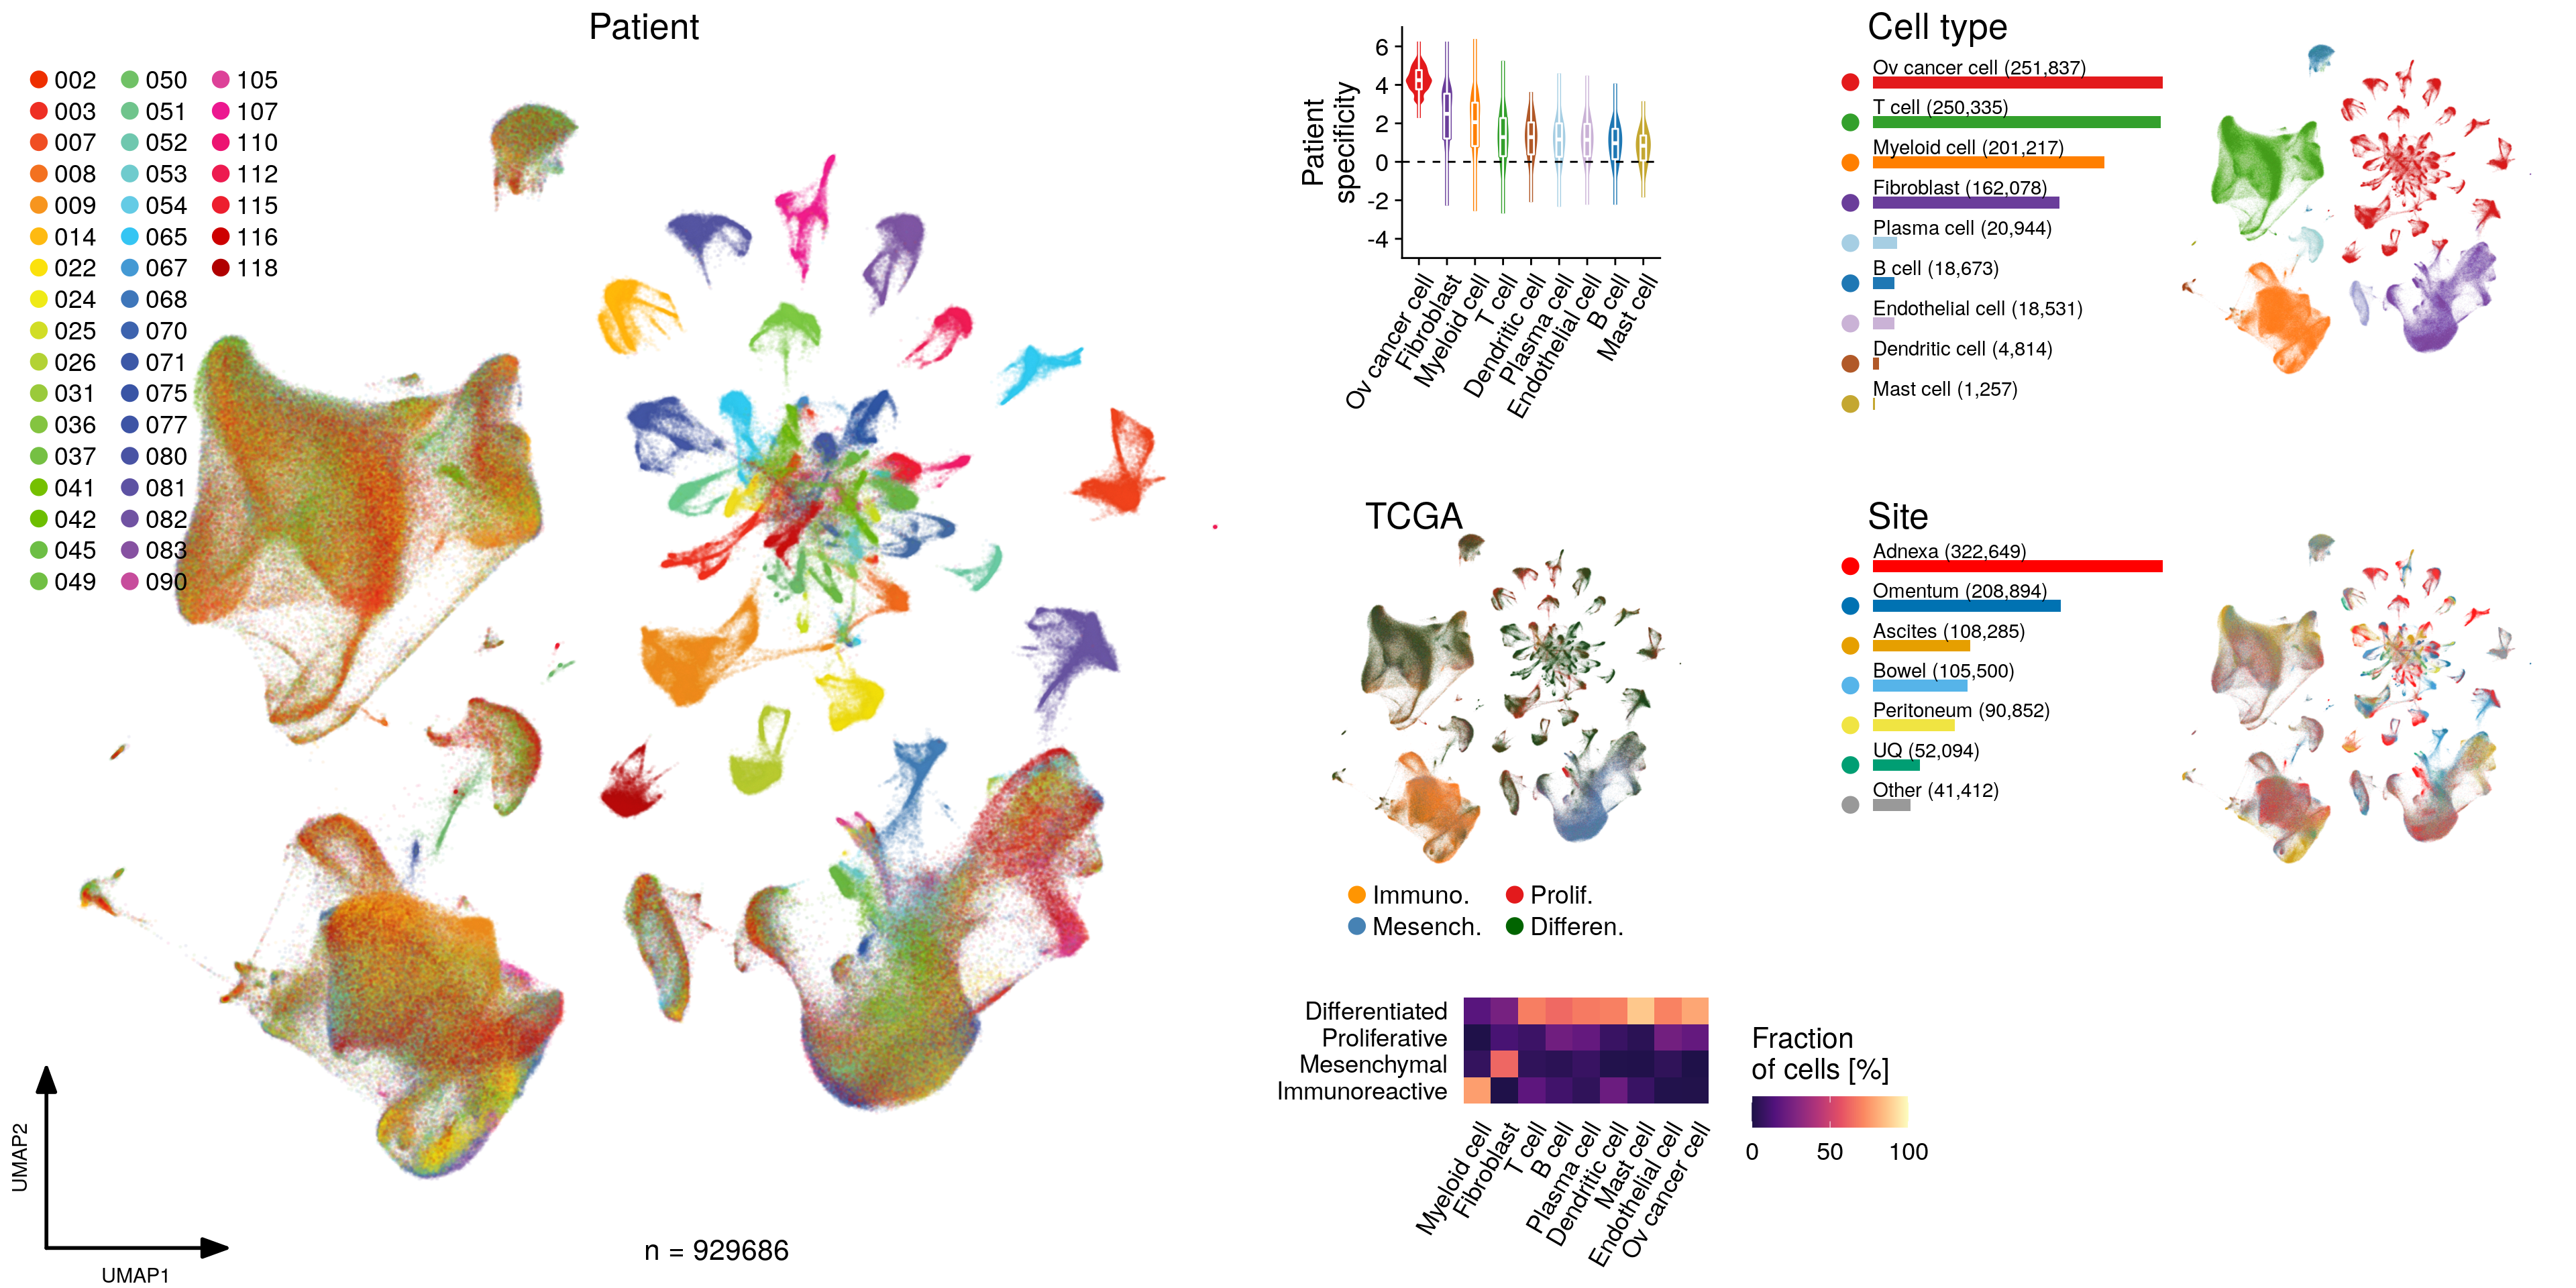 Patient
002
003
007
008
009
014
022
024
025
026
031
036
037
041
042
045
049
050
051
052
053
054
065
067
068
070
071
075
077
080
081
082
083
090
105
107
110
112
115
116
118
UMAP2
UMAP1
n = 929686
Patient
specificity
6
4
2
0
-2
-4
Ov cancer cell
Fibroblast
Myeloid cell
T cell
Dendritic cell
Plasma cell
Endothelial cell
B cell
Mast cell
Cell type
Ov cancer cell (251,837)
T cell (250,335)
Myeloid cell (201,217)
Fibroblast (162,078)
Plasma cell (20,944)
B cell (18,673)
Endothelial cell (18,531)
Dendritic cell (4,814)
Mast cell (1,257)
TCGA
Immuno.
Prolif.
Mesench.
Differen.
Site
Adnexa (322,649)
Omentum (208,894)
Ascites (108,285)
Bowel (105,500)
Peritoneum (90,852)
UQ (52,094)
Other (41,412)
Differentiated
Proliferative
Mesenchymal
Immunoreactive
Myeloid cell
Fibroblast
T cell
B cell
Plasma cell
Dendritic cell
Mast cell
Endothelial cell
Ov cancer cell
Fraction
of cells [%]
0
50
100